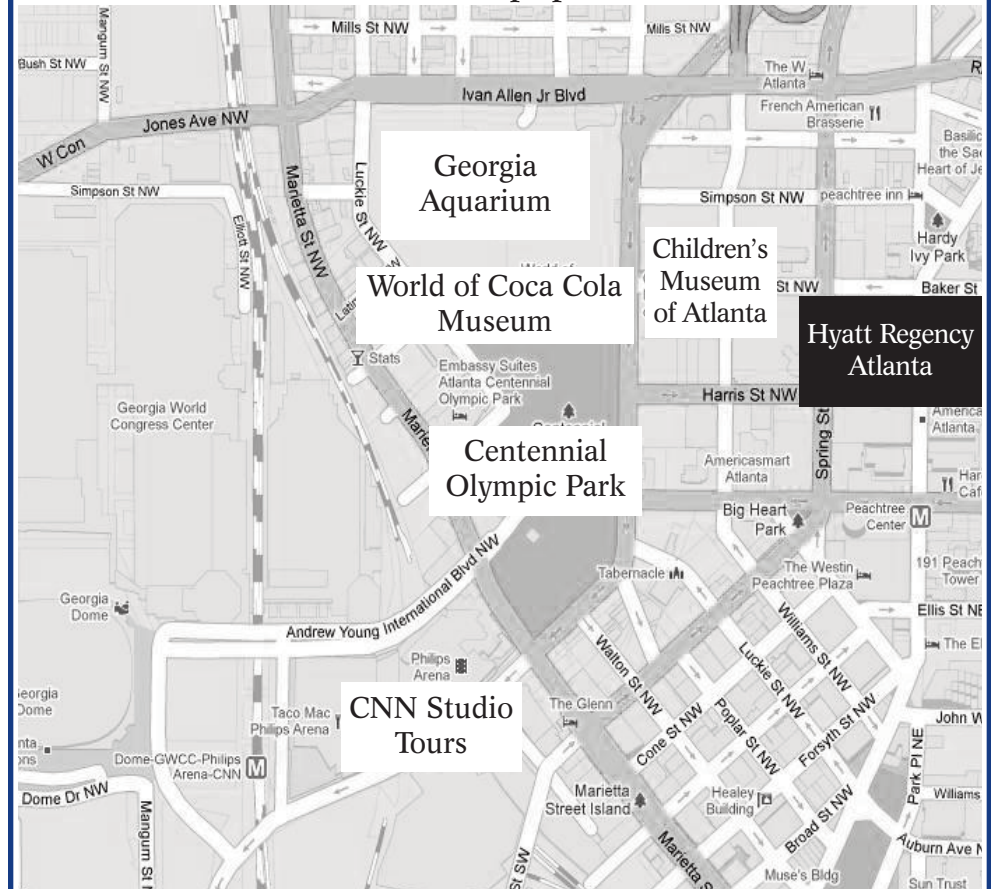 Mills St NW
Mills St NW
Mangum St NW
Bush St NW
The W
Atlanta
Ivan Allen Jr Blvd
French American
Brasserie
Jones Ave NW
W Con
Simpson St NW
Simpson St NW
peachtree inn
Elliott St NW
Marietta St NW
Luckie St NW
Georgia
Aquarium
Hardy
Ivy Park
Children's
Museum
of Atlanta
World of Coca Cola
Museum
St NW
Baker St
Hyatt Regency
Atlanta
Stats
Embassy Suites
Atlanta Centennial
Olympic Park
Harris St NW
Georgia World
Congress Center
Spring St
Atlanta
Centennial
Olympic Park
Americasmart
Atlanta
Big Heart
Park
Peachtree
Center
M
Tabernacle
The Westin
Peachtree Plaza
191 Peach
Tower
Georgia
Dome
Andrew Young International Blvd NW
Ellis St NE
Williams St NW
Walton St NW
Luckie St NW
Philips
Arena
CNN Studio
Tours
The Glenn
Taco Mac
Philips Arena
Cone St NW
Poplar St NW
Forsyth St NW
John W
Park Pl NE
Dome-GWCC-Philips
Arena-CNN
M
Dome Dr NW
Mangum St
Marietta
Street Island
Healey
Building
Williams
Broad St NW
Auburn Ave N
Marietta S
St SW
Muse's Bldg
Sun Trust